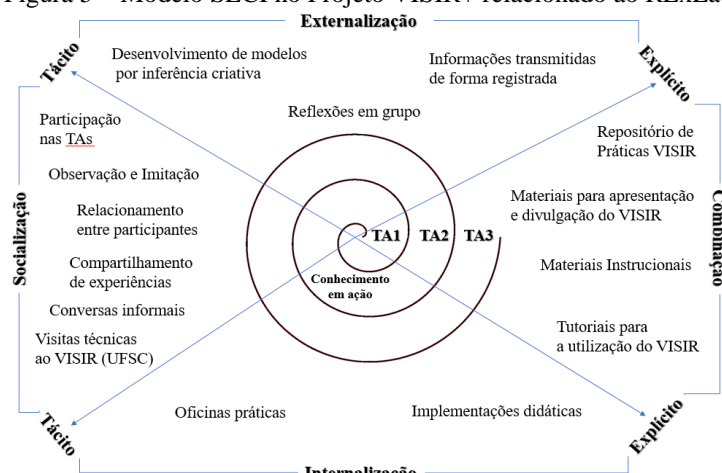 Externalização
Tácito
Explícito
Desenvolvimento de modelos
por inferência criativa
Informações transmitidas
de forma registrada
Reflexões em grupo
Socialização
Participação
nas TAs
Observação e Imitação
Relacionamento
entre participantes
Compartilhamento
de experiências
Conversas informais
Visitas técnicas
ao VISIR (UFSC)
TA1 TA2 TA3
Conhecimento
em ação
Repositório de
Práticas VISIR
Materiais para apresentação
e divulgação do VISIR
Materiais Instrucionais
Tutoriais para
a utilização do VISIR
Combinação
Oficinas práticas
Implementações didáticas
Tácito
Explícito
Internalização